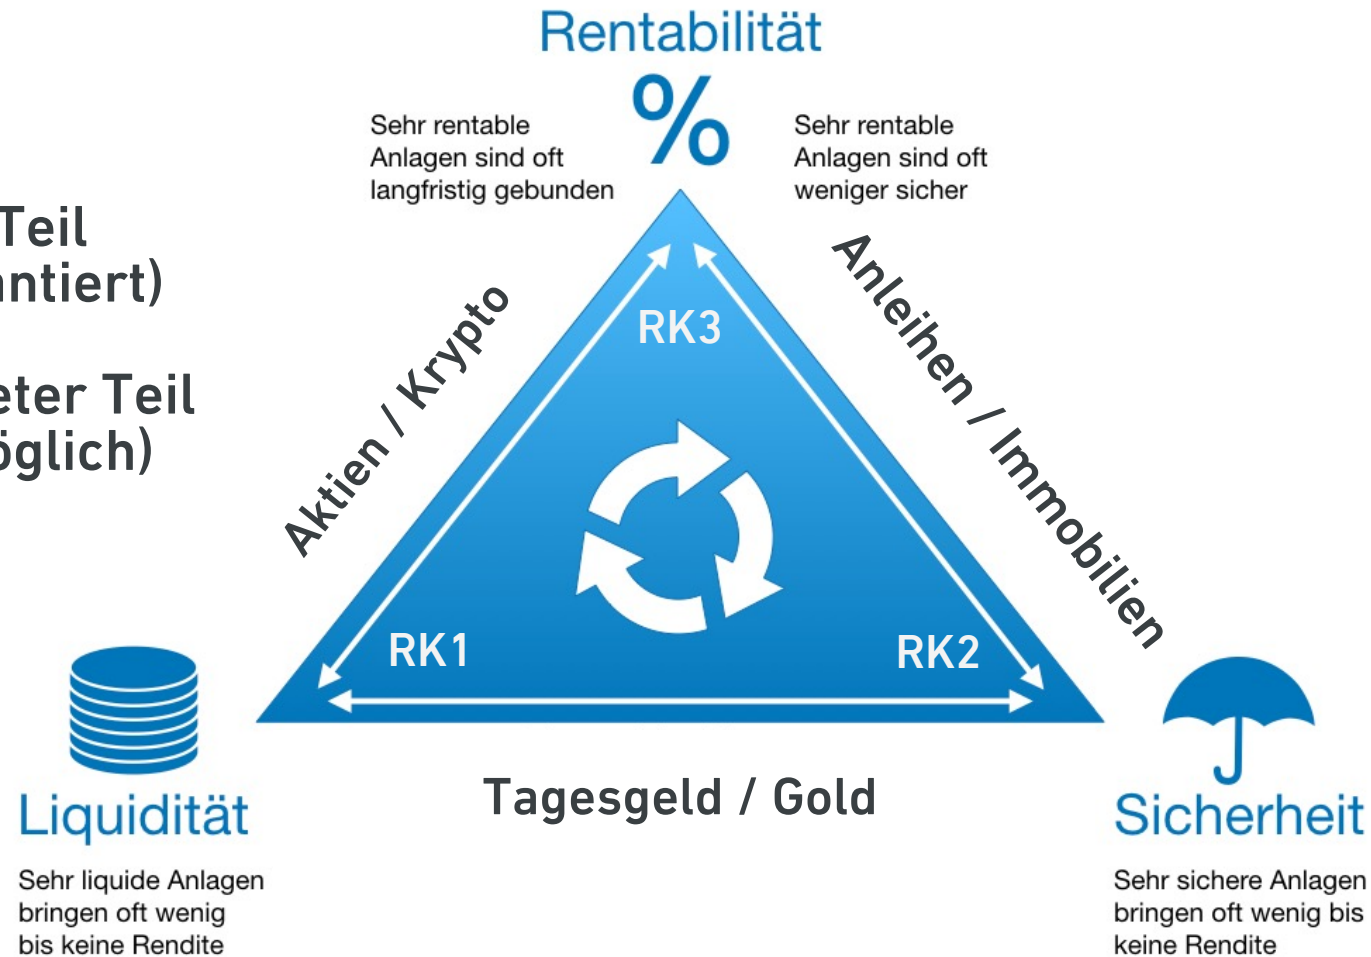 Rentabilität
%
Sehr rentable
Anlagen sind oft
langfristig gebunden
Sehr rentable
Anlagen sind oft
weniger sicher
Teil
antiert)
eter Teil
öglich)
Aktien / Krypto
Anleihen / Immobilien
RK3
RK1
RK2
Tagesgeld / Gold
Liquidität
Sehr liquide Anlagen
bringen oft wenig
bis keine Rendite
Sicherheit
Sehr sichere Anlagen
bringen oft wenig bis
keine Rendite